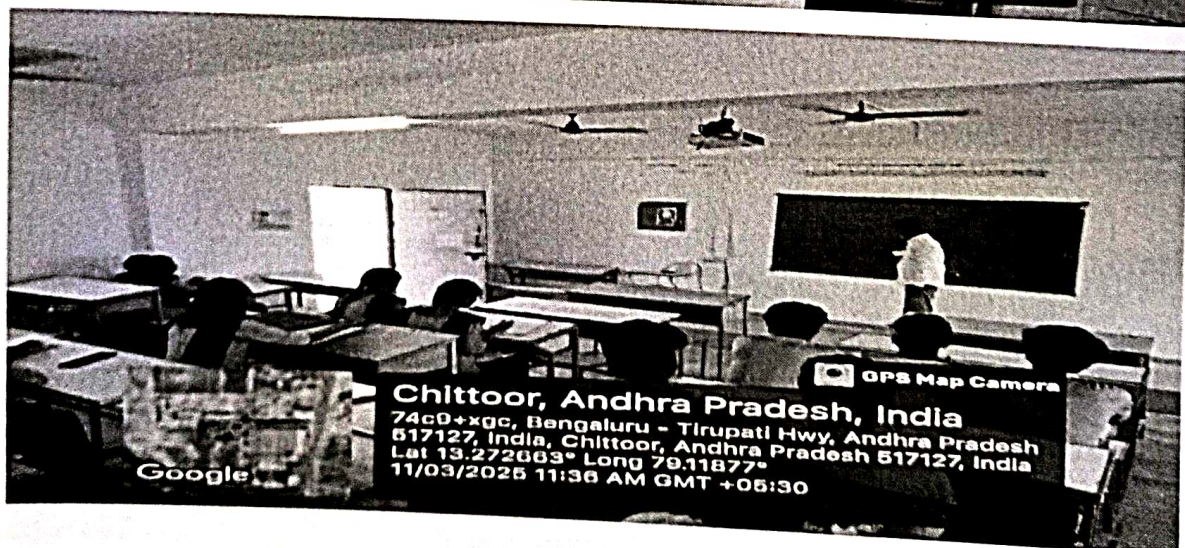 GPS Map Camera
Chittoor, Andhra Pradesh, India
74c9+xgc, Bengaluru - Tirupati Hwy, Andhra Pradesh
517127, India, Chittoor, Andhra Pradesh 517127, India
Lat 13.272663° Long 79.11877°
11/03/2025 11:36 AM GMT +05:30
Google